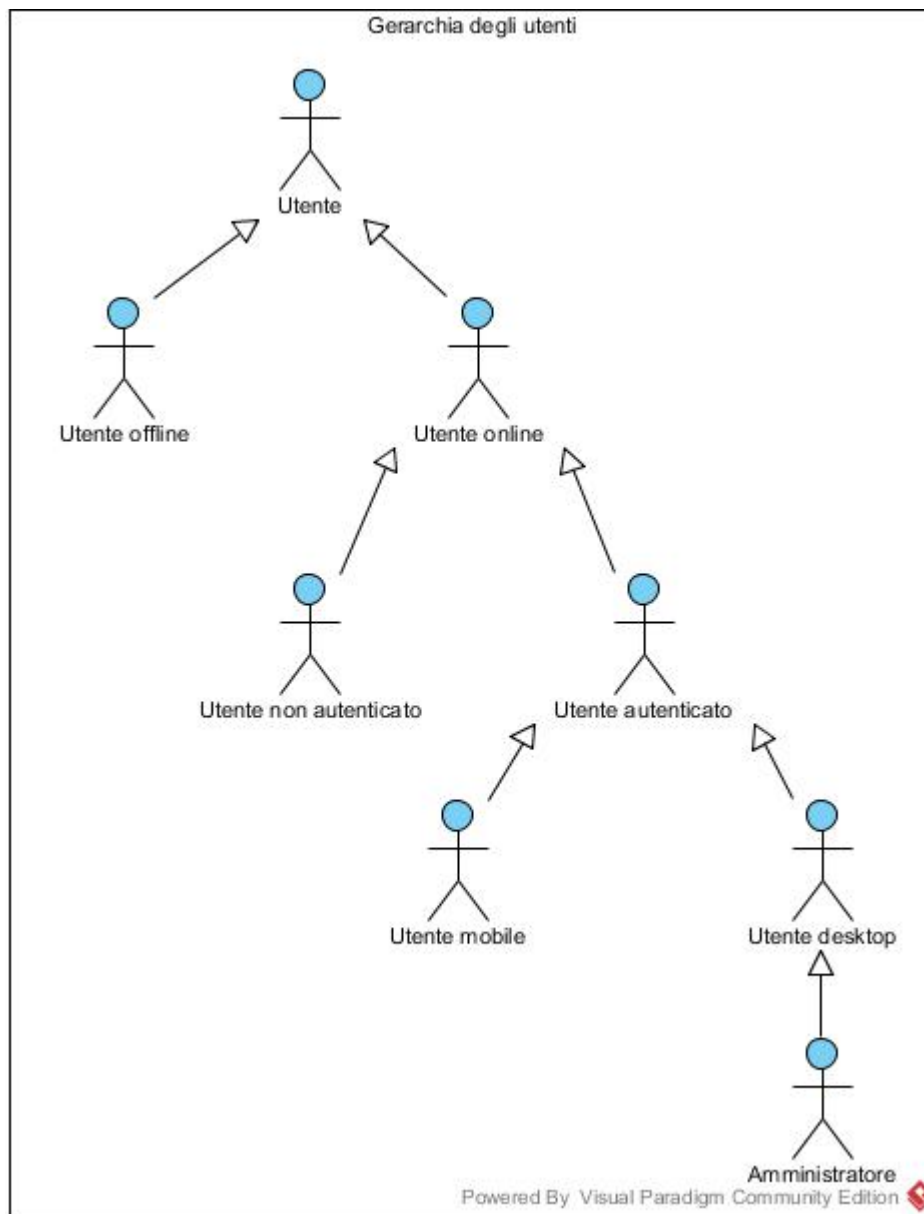 Gerarchia degli utenti
Utente
Utente offline
Utente online
Utente non autenticato
Utente autenticato
Utente mobile
Utente desktop
Amministratore
Powered By Visual Paradigm Community Edition